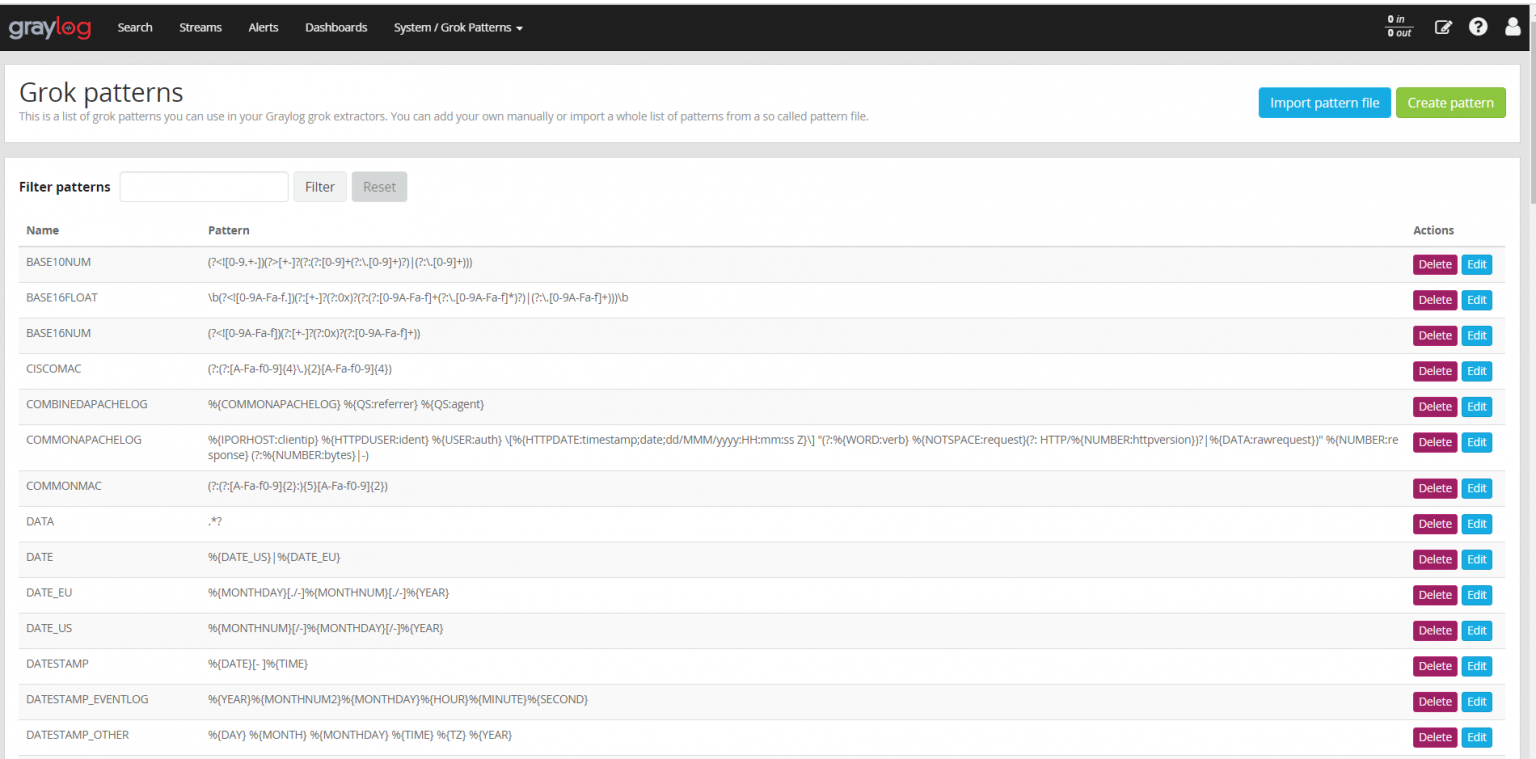 graylog Search Streams Alerts Dashboards System / Grok Patterns 0 in
0 out
Grok patterns
This is a list of grok patterns you can use in your Graylog grok extractors. You can add your own manually or import a whole list of patterns from a so called pattern file.
Import pattern file Create pattern
Filter patterns Filter Reset
Name Pattern Actions
BASE10NUM (?<![0-9.+-])(?>[+-]?(?:(?:[0-9]+(?:\.[0-9]+)?)|(?:\.[0-9]+))) Delete Edit
BASE16FLOAT \b(?<![0-9A-Fa-f.])(?:[+-]?(?:0x)?(?:(?:[0-9A-Fa-f]+(?:\.[0-9A-Fa-f]*)?)|(?:\.[0-9A-Fa-f]+)))\b Delete Edit
BASE16NUM (?<![0-9A-Fa-f])(?:[+-]?(?:0x)?(?:[0-9A-Fa-f]+)) Delete Edit
CISCOMAC (?:(?:[A-Fa-f0-9]{4}\.){2}[A-Fa-f0-9]{4}) Delete Edit
COMBINEDAPACHELOG %{COMMONAPACHELOG} %{QS:referrer} %{QS:agent} Delete Edit
COMMONAPACHELOG %{IPORHOST:clientip} %{HTTPDUSER:ident} %{USER:auth} \[%{HTTPDATE:timestamp;date;dd/MMM/yyyy:HH:mm:ss Z}\] "(?:%{WORD:verb} %{NOTSPACE:request}(?: HTTP/%{NUMBER:httpversion})?|%{DATA:rawrequest})" %{NUMBER:re Delete Edit
sponse} (?:%{NUMBER:bytes}|-)
COMMONMAC (?:(?:[A-Fa-f0-9]{2}:){5}[A-Fa-f0-9]{2}) Delete Edit
DATA .*? Delete Edit
DATE %{DATE_US}|%{DATE_EU} Delete Edit
DATE_EU %{MONTHDAY}[./-]%{MONTHNUM}[./-]%{YEAR} Delete Edit
DATE_US %{MONTHNUM}[/-]%{MONTHDAY}[/-]%{YEAR} Delete Edit
DATESTAMP %{DATE}[- ]%{TIME} Delete Edit
DATESTAMP_EVENTLOG %{YEAR}%{MONTHNUM2}%{MONTHDAY}%{HOUR}%{MINUTE}%{SECOND} Delete Edit
DATESTAMP_OTHER %{DAY} %{MONTH} %{MONTHDAY} %{TIME} %{TZ} %{YEAR} Delete Edit